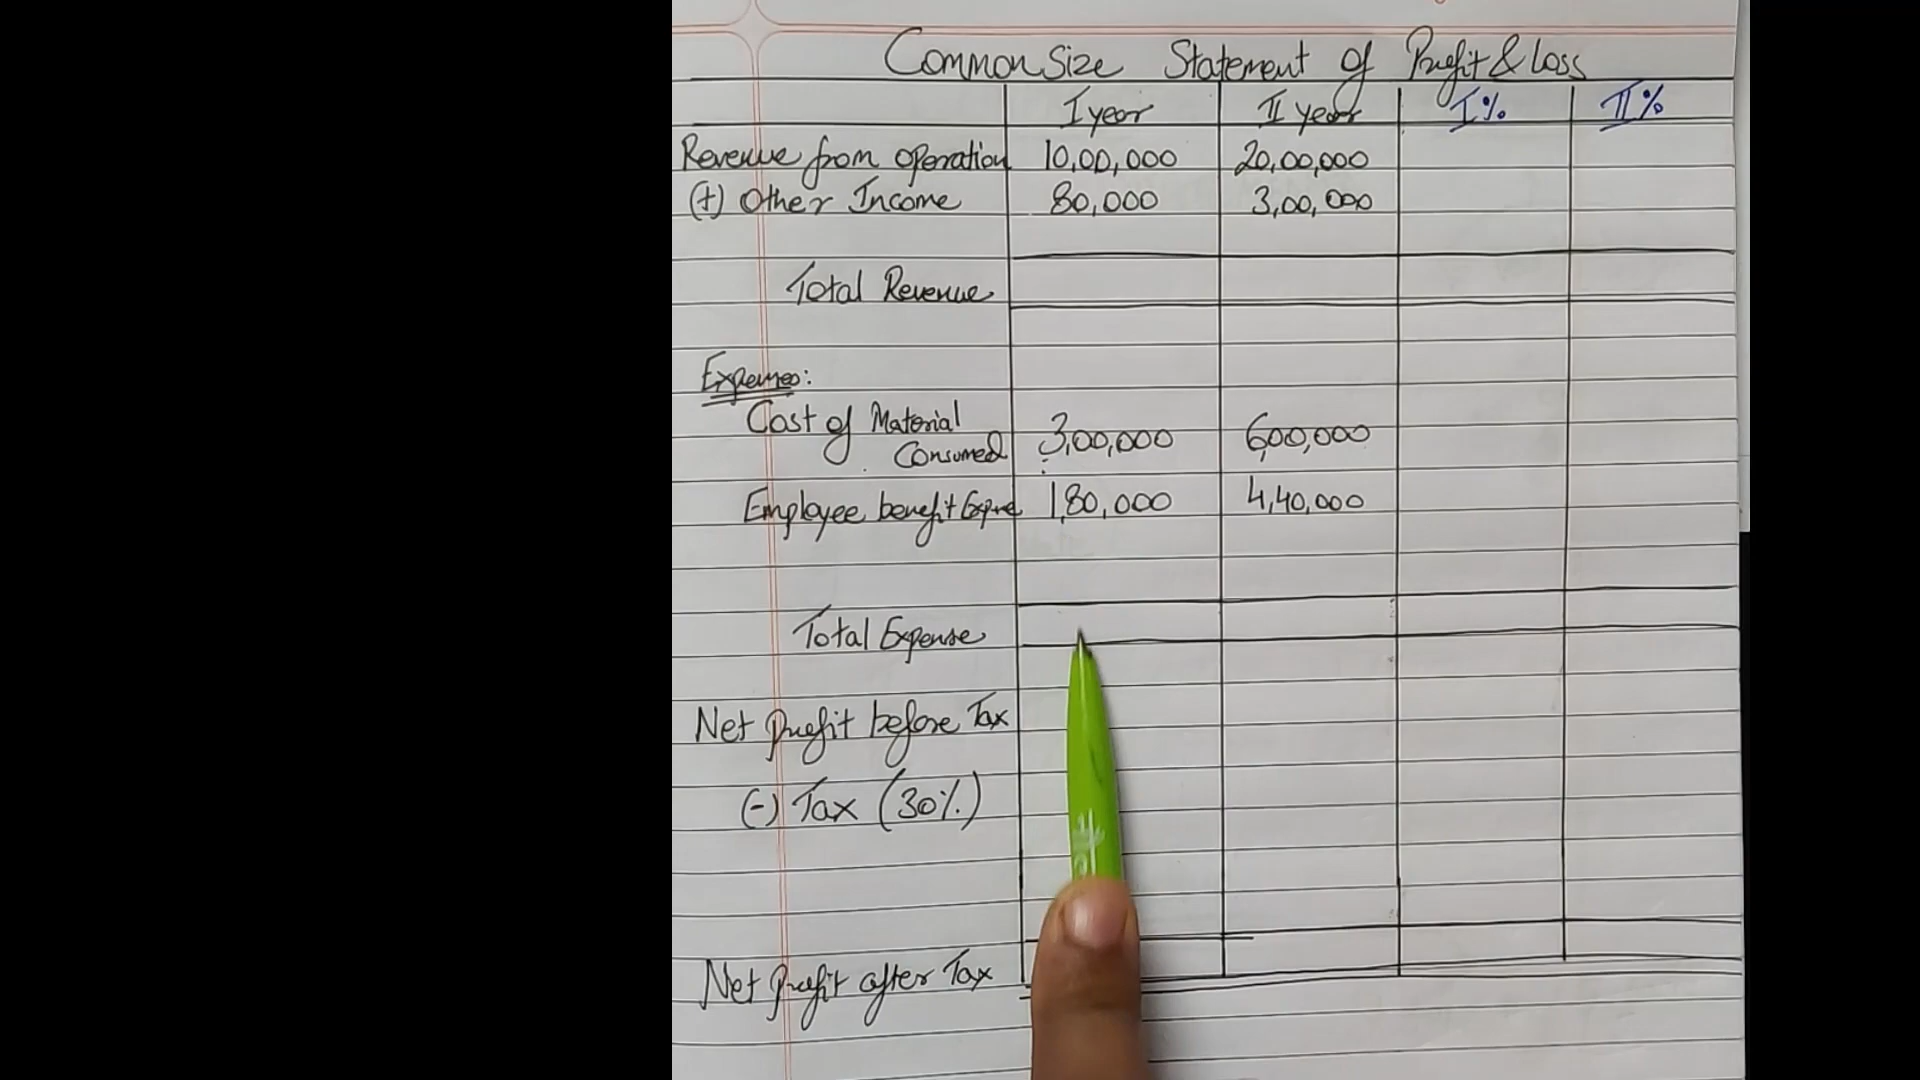 Common Size Statement of Profit & Loss
I year II year I% II%
Revenue from operation 10,00,000 20,00,000
(+) Other Income 80,000 3,00,000
Total Revenue
Expenses:
Cost of Material
Consumed 3,00,000 6,00,000
Employee benefit Expense 1,80,000 4,40,000
Total Expense
Net Profit before Tax
(-) Tax (30%)
Net Profit after Tax